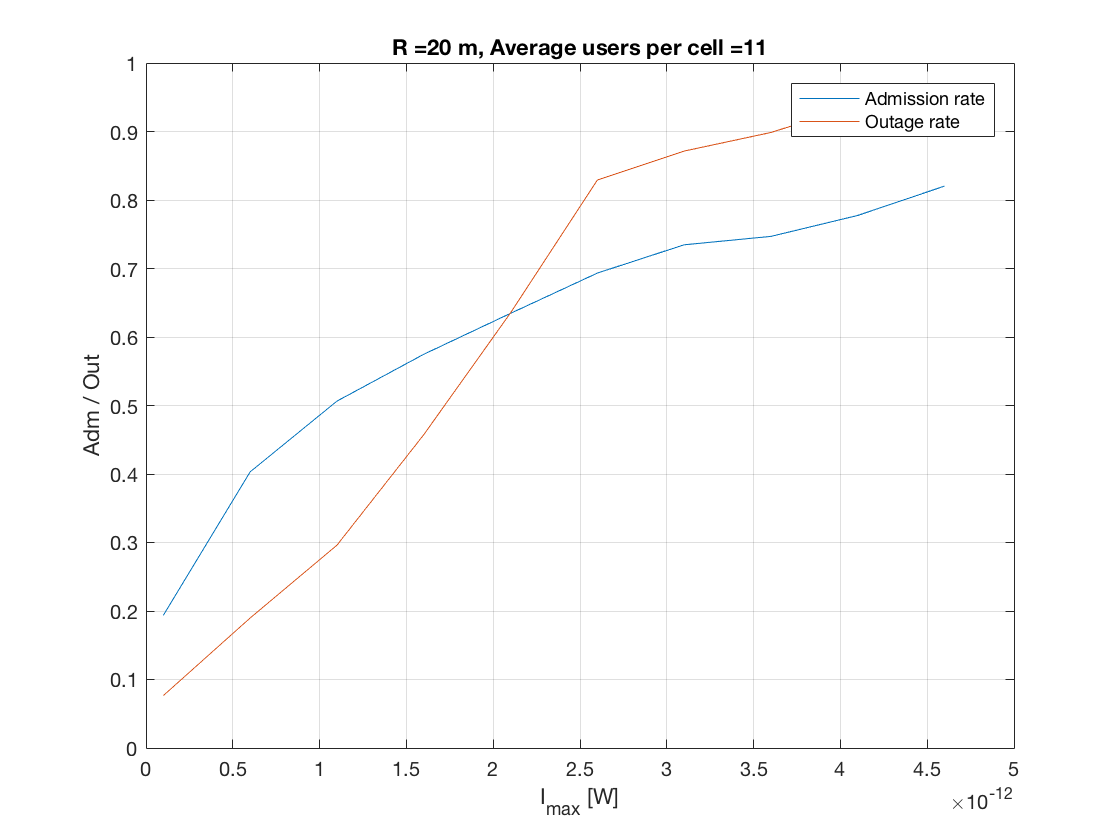 R =20 m, Average users per cell =11
Admission rate
Outage rate
Adm / Out
1
0.9
0.8
0.7
0.6
0.5
0.4
0.3
0.2
0.1
0
0 0.5 1 1.5 2 2.5 3 3.5 4 4.5 5
I_max [W]
×10^-12